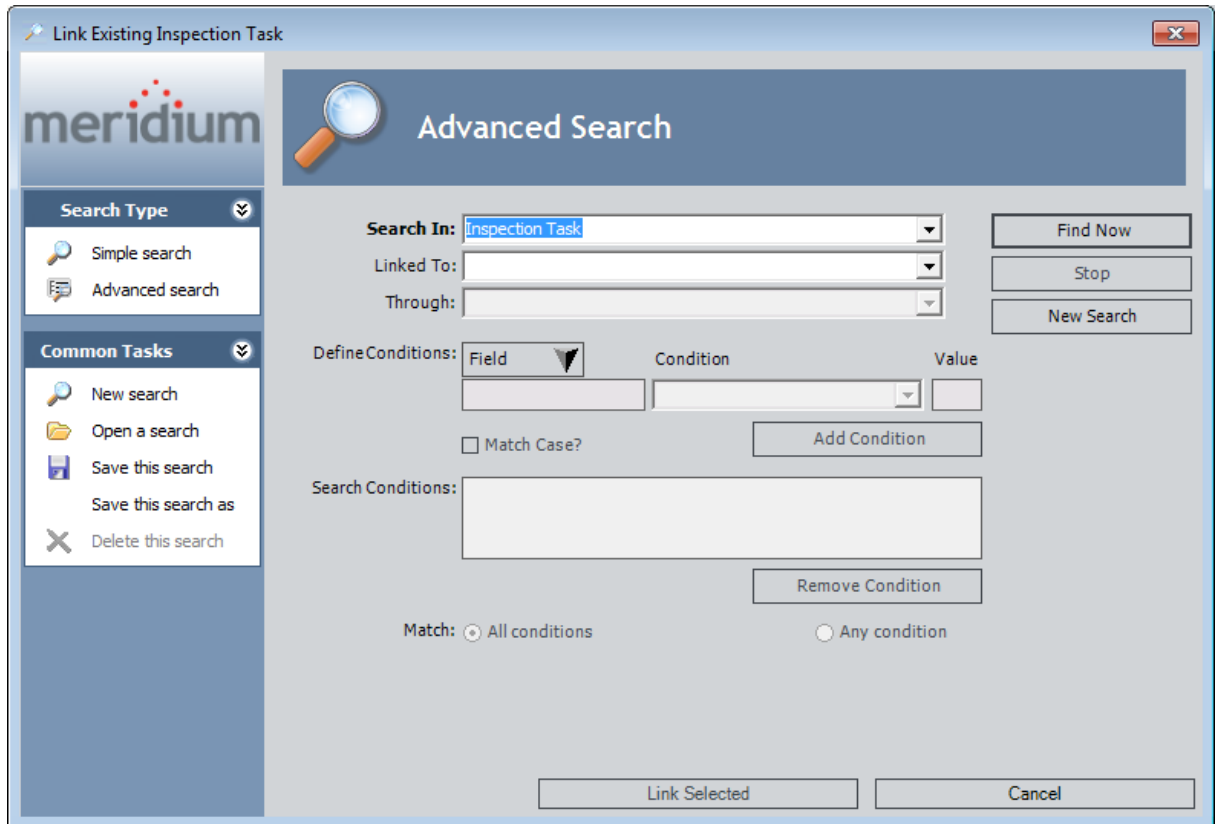 Link Existing Inspection Task
meridium
Advanced Search
Search Type
Simple search
Advanced search
Common Tasks
New search
Open a search
Save this search
Save this search as
Delete this search
Search In: Inspection Task
Linked To:
Through:
Find Now
Stop
New Search
Define Conditions: Field Condition Value
Match Case? Add Condition
Search Conditions:
Remove Condition
Match: All conditions Any condition
Link Selected Cancel